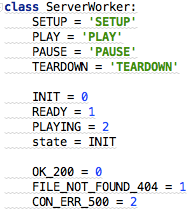 class ServerWorker:
    SETUP = 'SETUP'
    PLAY = 'PLAY'
    PAUSE = 'PAUSE'
    TEARDOWN = 'TEARDOWN'

    INIT = 0
    READY = 1
    PLAYING = 2
    state = INIT

    OK_200 = 0
    FILE_NOT_FOUND_404 = 1
    CON_ERR_500 = 2